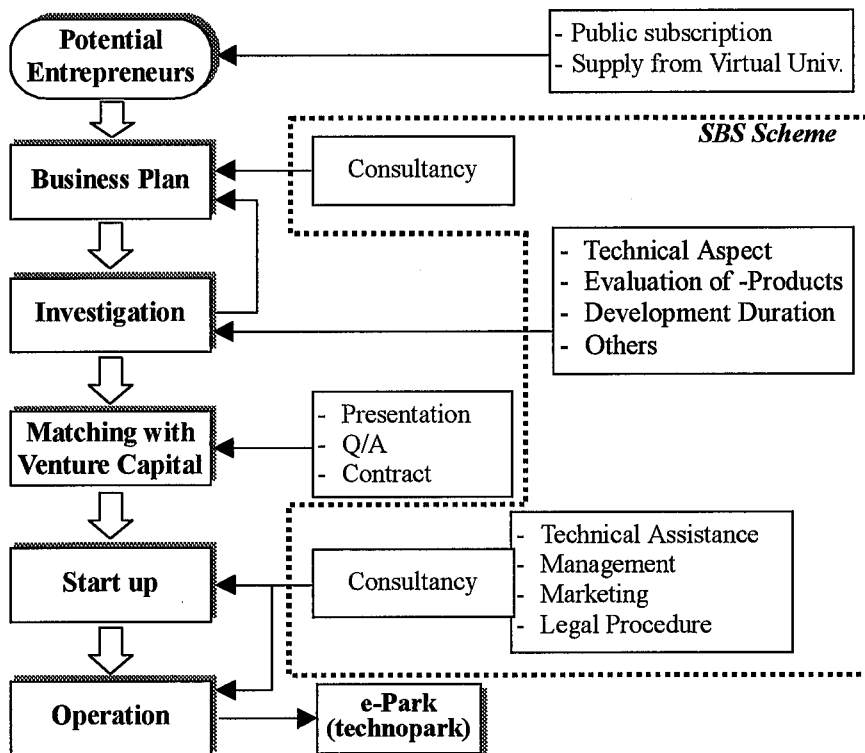 Potential
Entrepreneurs
- Public subscription
- Supply from Virtual Univ.
SBS Scheme
Business Plan
Consultancy
- Technical Aspect
- Evaluation of -Products
- Development Duration
- Others
Investigation
Matching with
Venture Capital
- Presentation
- Q/A
- Contract
Start up
Consultancy
- Technical Assistance
- Management
- Marketing
- Legal Procedure
Operation
e-Park
(technopark)